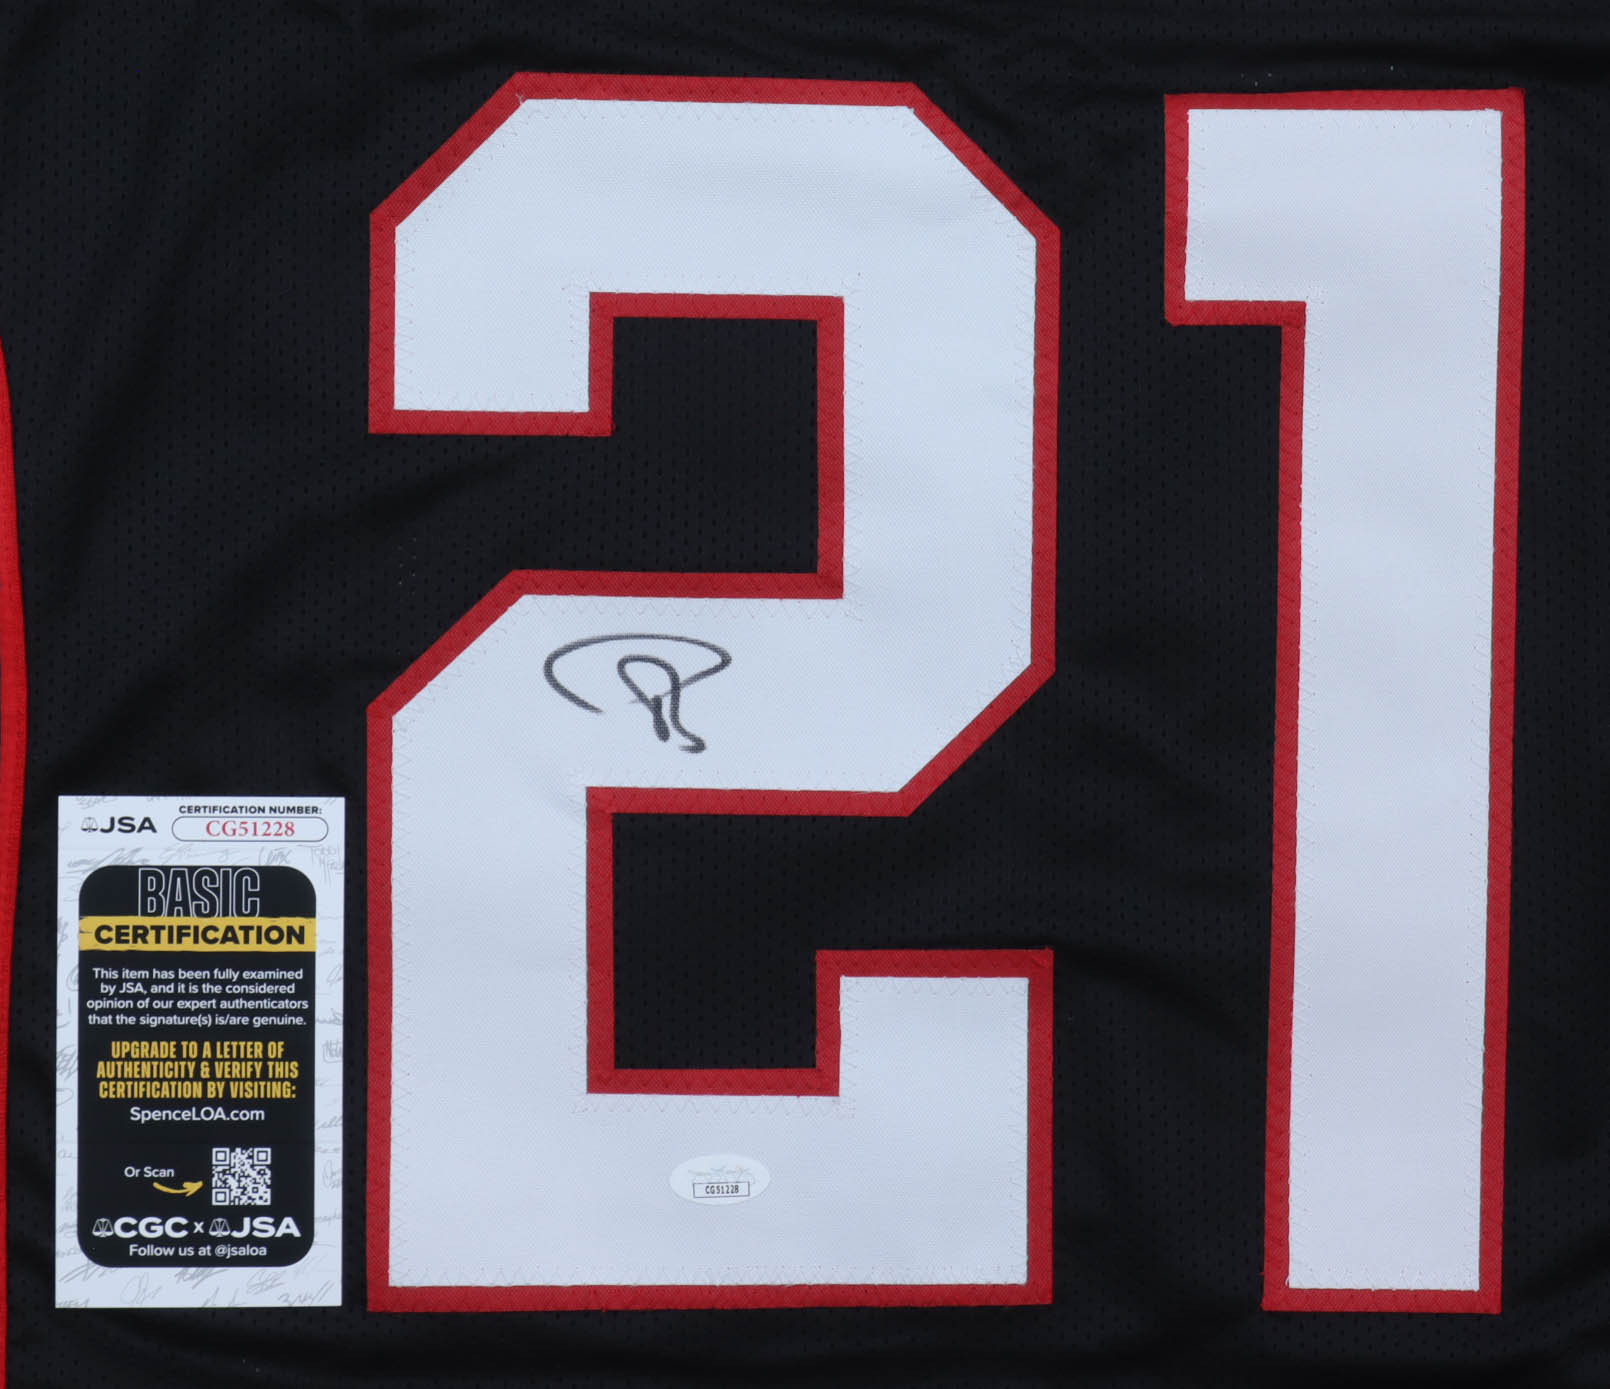 21
CERTIFICATION NUMBER:
JSA
CG51228
BASIC
CERTIFICATION
This item has been fully examined
by JSA, and it is the considered
opinion of our expert authenticators
that the signature(s) is/are genuine.
UPGRADE TO A LETTER OF
AUTHENTICITY & VERIFY THIS
CERTIFICATION BY VISITING:
SpenceLOA.com
Or Scan
CGC x JSA
Follow us at @jsaloa
CG51228